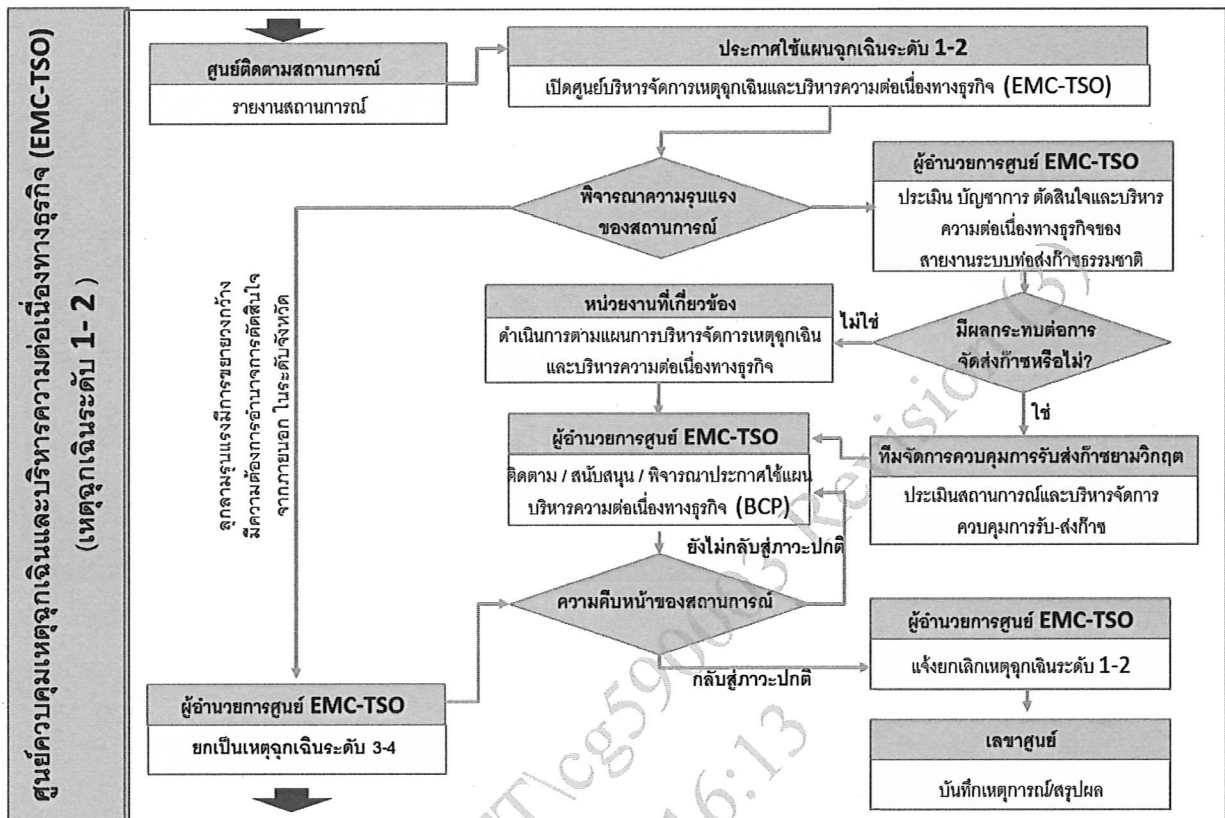 ศูนย์ควบคุมเหตุฉุกเฉินและบริหารความต่อเนื่องทางธุรกิจ (EMC-TSO)
(เหตุฉุกเฉินระดับ 1- 2 )
ศูนย์ติดตามสถานการณ์
รายงานสถานการณ์
ประกาศใช้แผนฉุกเฉินระดับ 1-2
เปิดศูนย์บริหารจัดการเหตุฉุกเฉินและบริหารความต่อเนื่องทางธุรกิจ (EMC-TSO)
พิจารณาความรุนแรง
ของสถานการณ์
ผู้อำนวยการศูนย์ EMC-TSO
ประเมิน บัญชาการ ตัดสินใจและบริหาร
ความต่อเนื่องทางธุรกิจของ
สายงานระบบท่อส่งก๊าซธรรมชาติ
ลุกลามรุนแรงมีการขยายวงกว้าง
มีความต้องการอำนาจการตัดสินใจ
จากภายนอก ในระดับจังหวัด
หน่วยงานที่เกี่ยวข้อง
ดำเนินการตามแผนการบริหารจัดการเหตุฉุกเฉิน
และบริหารความต่อเนื่องทางธุรกิจ
ไม่ใช่
มีผลกระทบต่อการ
จัดส่งก๊าซหรือไม่?
ใช่
ผู้อำนวยการศูนย์ EMC-TSO
ติดตาม / สนับสนุน / พิจารณาประกาศใช้แผน
บริหารความต่อเนื่องทางธุรกิจ (BCP)
ทีมจัดการควบคุมการรับส่งก๊าซยามวิกฤต
ประเมินสถานการณ์และบริหารจัดการ
ควบคุมการรับ-ส่งก๊าซ
ยังไม่กลับสู่ภาวะปกติ
ความคืบหน้าของสถานการณ์
กลับสู่ภาวะปกติ
ผู้อำนวยการศูนย์ EMC-TSO
แจ้งยกเลิกเหตุฉุกเฉินระดับ 1-2
ผู้อำนวยการศูนย์ EMC-TSO
ยกเป็นเหตุฉุกเฉินระดับ 3-4
เลขาศูนย์
บันทึกเหตุการณ์/สรุปผล
TT\cg590003 Revision (3)
16:13